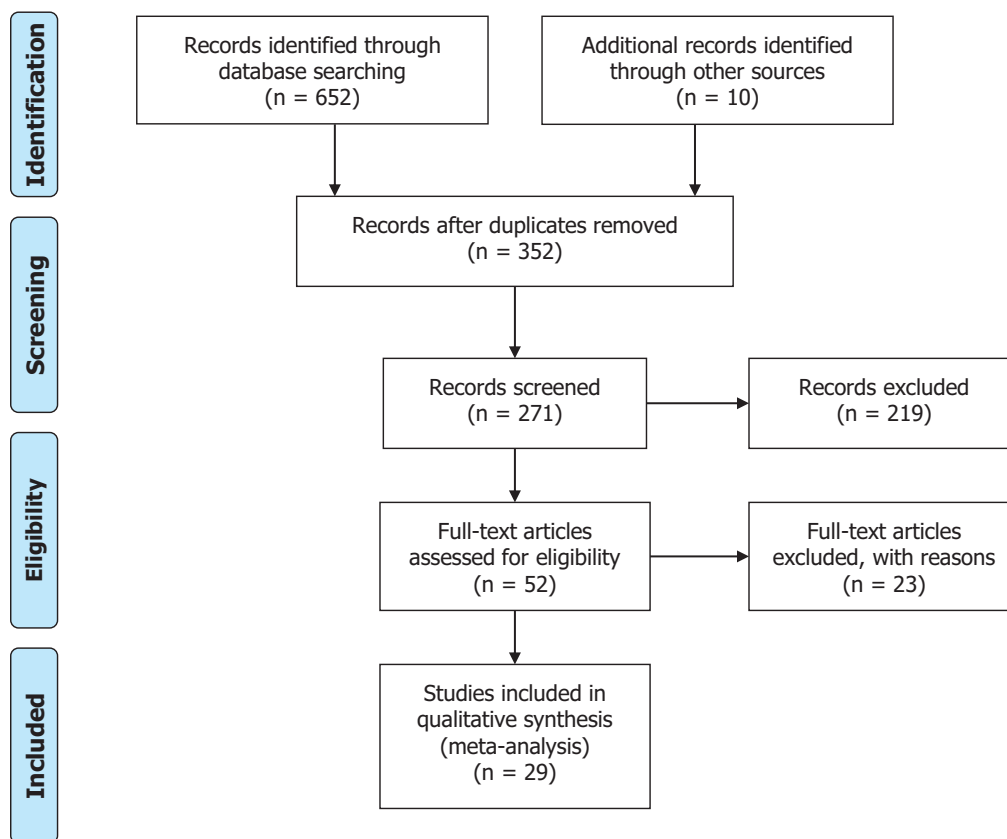 Identification
Records identified through
database searching
(n = 652)
Additional records identified
through other sources
(n = 10)
Screening
Records after duplicates removed
(n = 352)
Records screened
(n = 271)
Records excluded
(n = 219)
Eligibility
Full-text articles
assessed for eligibility
(n = 52)
Full-text articles
excluded, with reasons
(n = 23)
Included
Studies included in
qualitative synthesis
(meta-analysis)
(n = 29)